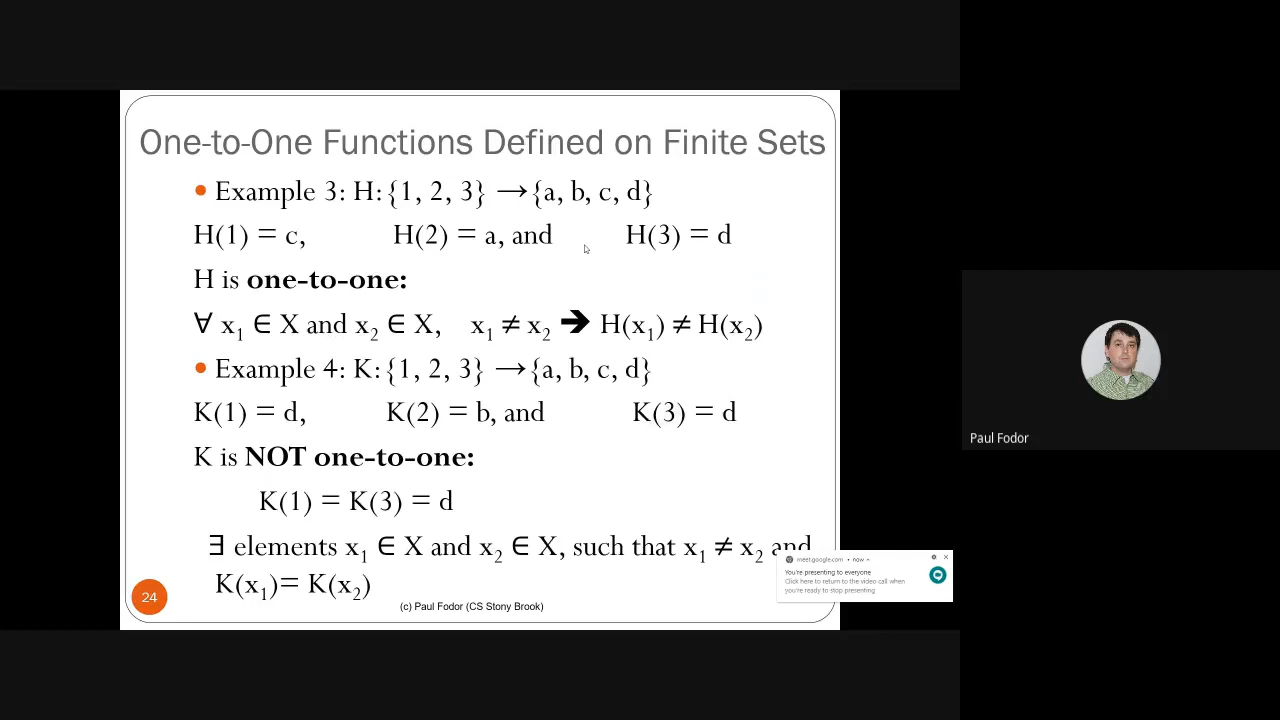 One-to-One Functions Defined on Finite Sets
• Example 3: H: {1, 2, 3} → {a, b, c, d}
H(1) = c, H(2) = a, and H(3) = d
H is one-to-one:
∀ x₁ ∈ X and x₂ ∈ X, x₁ ≠ x₂ ➔ H(x₁) ≠ H(x₂)
• Example 4: K: {1, 2, 3} → {a, b, c, d}
K(1) = d, K(2) = b, and K(3) = d
K is NOT one-to-one:
K(1) = K(3) = d
∃ elements x₁ ∈ X and x₂ ∈ X, such that x₁ ≠ x₂ and
K(x₁)= K(x₂)
24
(c) Paul Fodor (CS Stony Brook)
meet.google.com • now
You're presenting to everyone
Click here to return to the video call when
you're ready to stop presenting
Paul Fodor